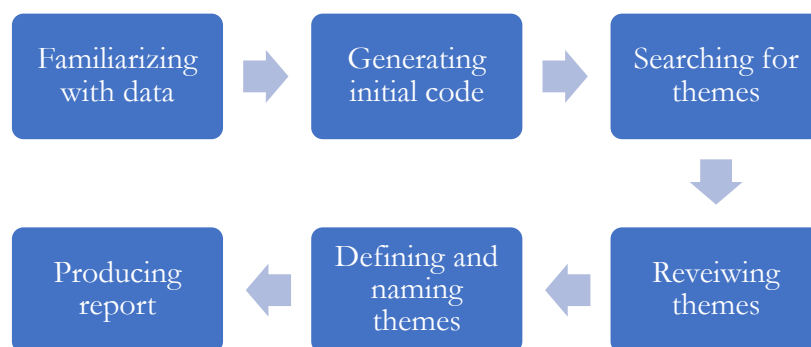 Familiarizing
with data
Generating
initial code
Searching for
themes
Reveiwing
themes
Defining and
naming
themes
Producing
report